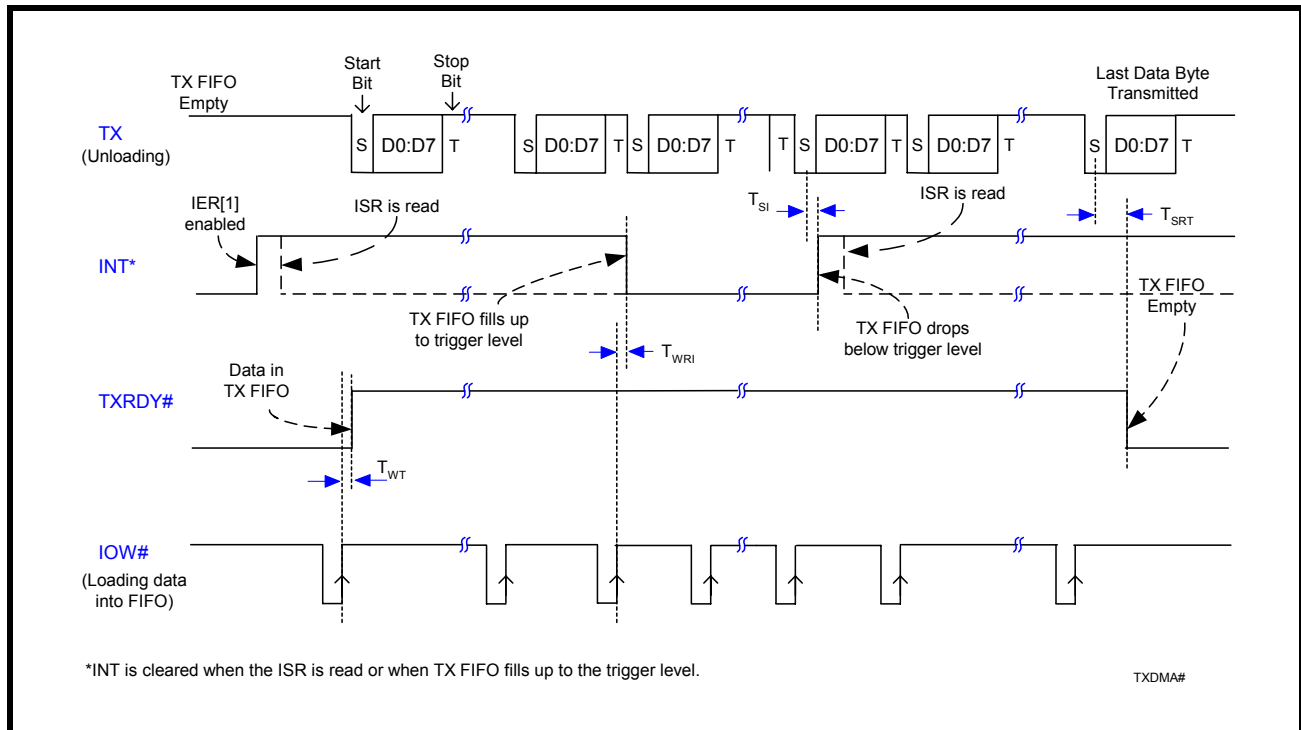 TX FIFO
Empty
Start
Bit
Stop
Bit
Last Data Byte
Transmitted
TX
(Unloading)
S D0:D7 T S D0:D7 T S D0:D7 T T S D0:D7 T S D0:D7 T S D0:D7 T
IER[1]
enabled
ISR is read
TSI
ISR is read
TSRT
INT*
TX FIFO fills up
to trigger level
TX FIFO drops
below trigger level
TX FIFO
Empty
TWRI
Data in
TX FIFO
TXRDY#
TWT
IOW#
(Loading data
into FIFO)
*INT is cleared when the ISR is read or when TX FIFO fills up to the trigger level.
TXDMA#